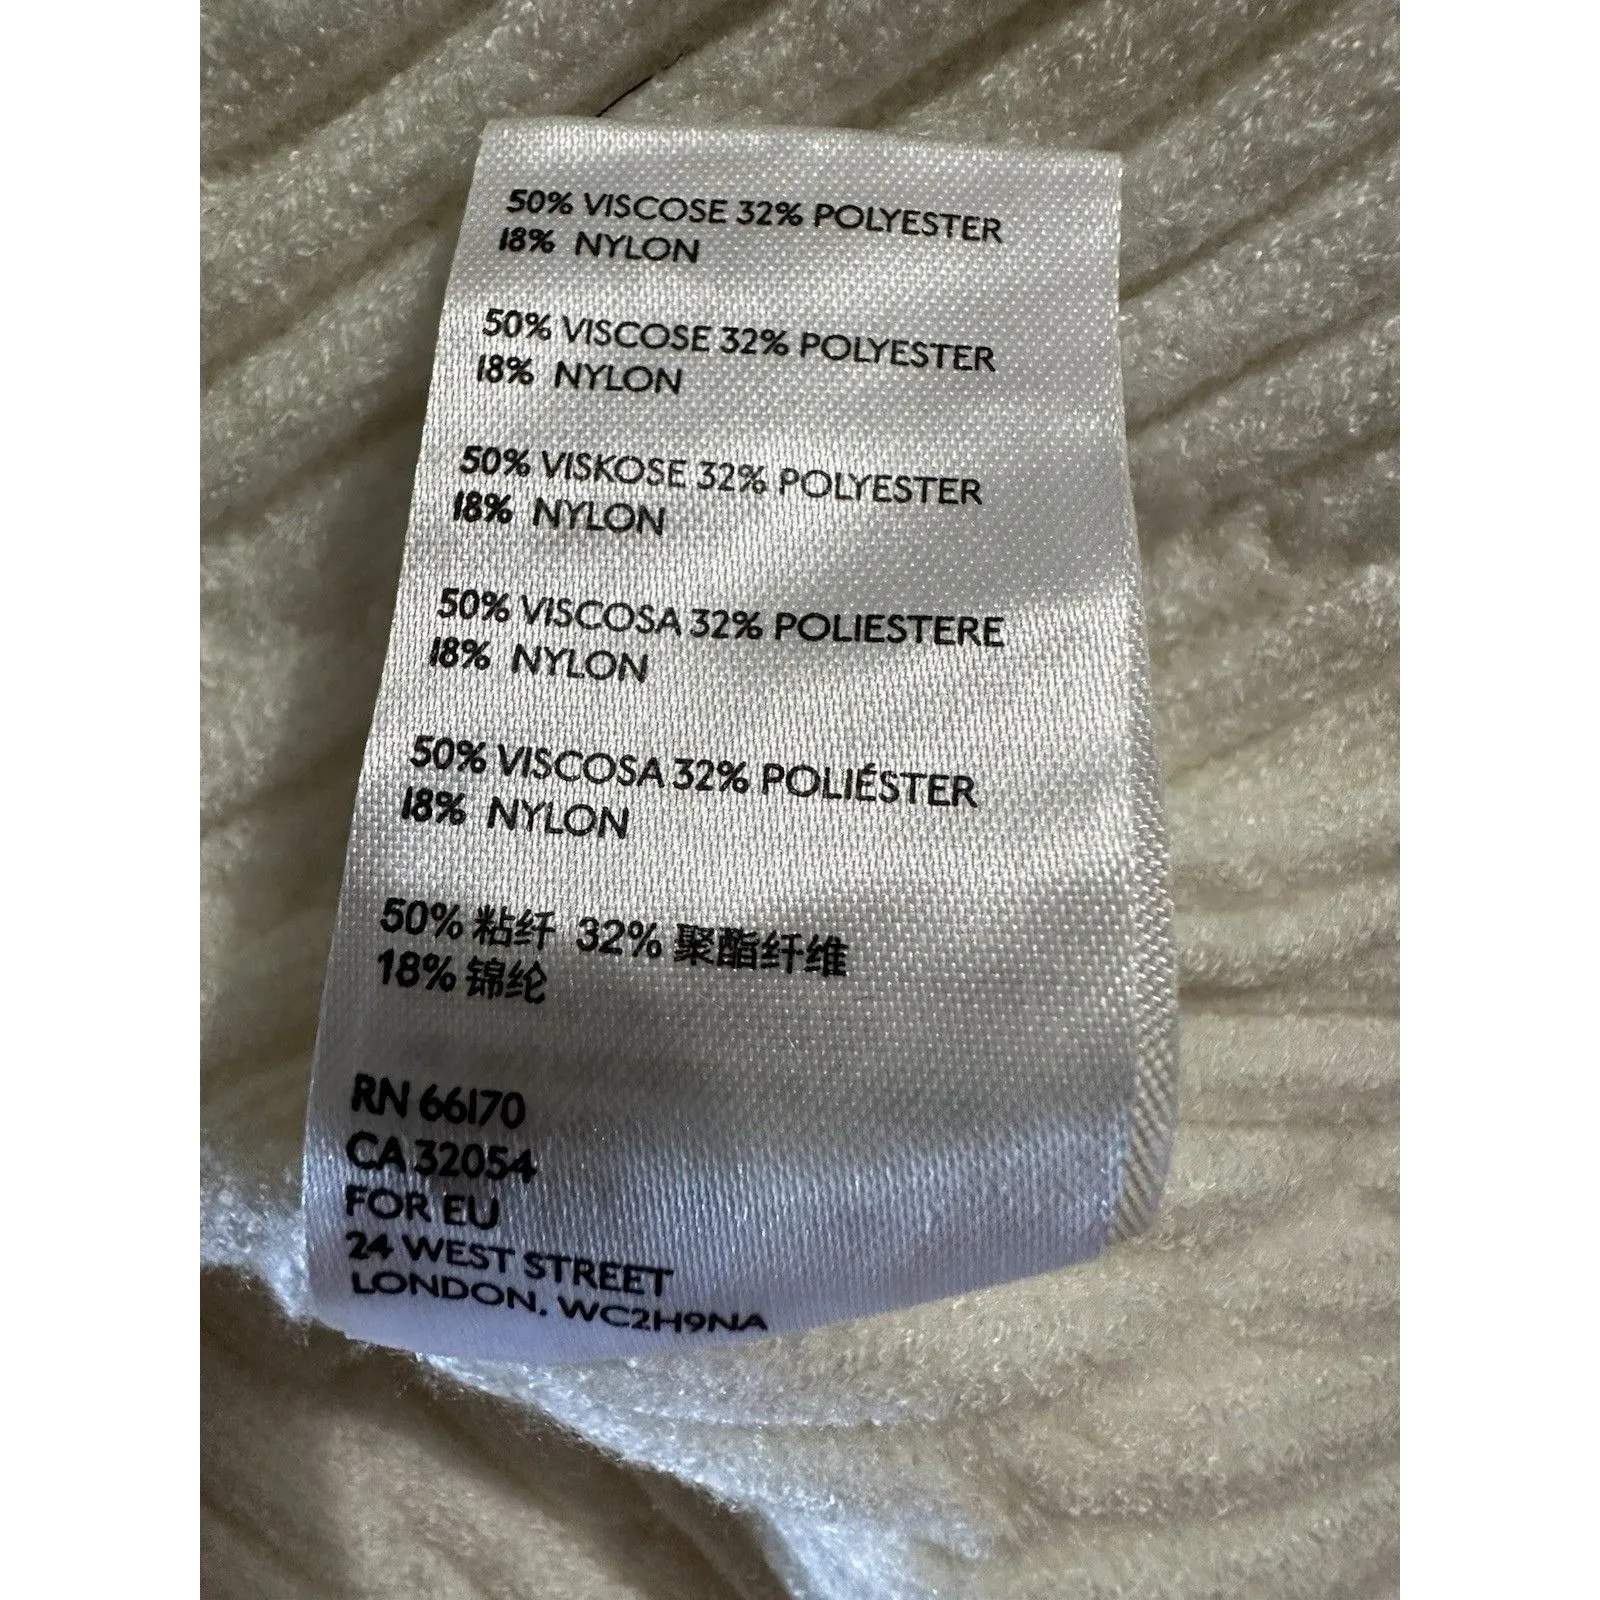 50% VISCOSE 32% POLYESTER
18% NYLON
50% VISCOSE 32% POLYESTER
18% NYLON
50% VISKOSE 32% POLYESTER
18% NYLON
50% VISCOSA 32% POLIESTERE
18% NYLON
50% VISCOSA 32% POLIÉSTER
18% NYLON
50% 粘纤 32% 聚酯纤维
18% 锦纶
RN 66170
CA 32054
FOR EU
24 WEST STREET
LONDON, WC2H9NA